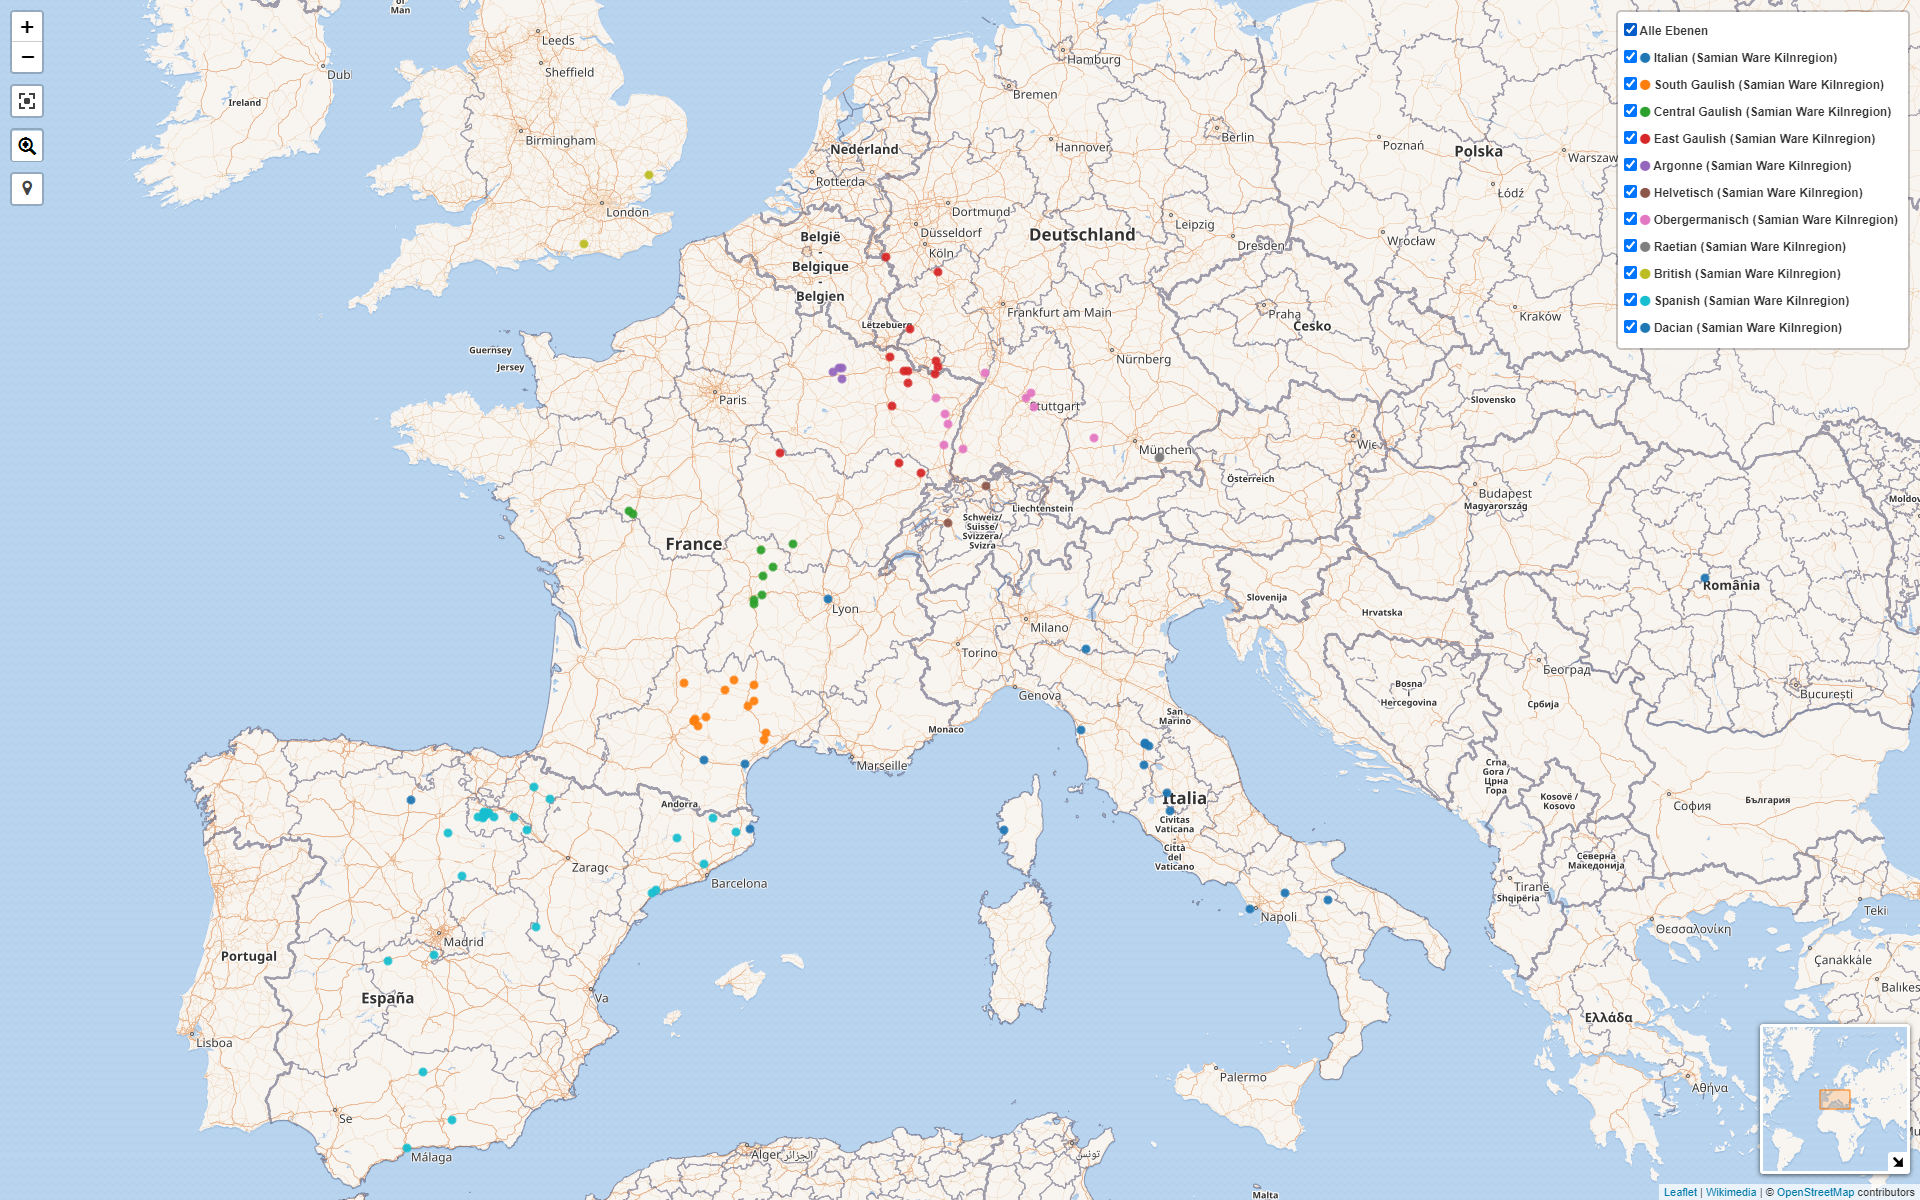 +
−
Alle Ebenen
Italian (Samian Ware Kilnregion)
South Gaulish (Samian Ware Kilnregion)
Central Gaulish (Samian Ware Kilnregion)
East Gaulish (Samian Ware Kilnregion)
Argonne (Samian Ware Kilnregion)
Helvetisch (Samian Ware Kilnregion)
Obergermanisch (Samian Ware Kilnregion)
Raetian (Samian Ware Kilnregion)
British (Samian Ware Kilnregion)
Spanish (Samian Ware Kilnregion)
Dacian (Samian Ware Kilnregion)
Man
Leeds
Sheffield
Dubl
Ireland
Birmingham
London
Hamburg
Bremen
Berlin
Hannover
Nederland
Rotterda
Poznań
Polska
Warszaw
Łódź
Dortmund
Düsseldorf
Köln
Deutschland
Leipzig
Dresden
Wrocław
België
-
Belgique
-
Belgien
Lëtzebuerg
Frankfurt am Main
Praha
Česko
Kraków
Guernsey
Jersey
Nürnberg
Paris
Stuttgart
Slovensko
München
Wie
Österreich
Budapest
Magyarország
Moldov
Liechtenstein
Schweiz/
Suisse/
Svizzera/
Svizra
France
Lyon
Slovenija
Hrvatska
România
Milano
Torino
Genova
Београд
Bosna
Hercegovina
Србија
București
San
Marino
Monaco
Marseille
Crna
Gora /
Црна
Гора
Kosovë /
Kosovo
София
България
Andorra
Italia
Civitas
Vaticana
-
Città
del
Vaticano
Северна
Македонија
Zarago
Barcelona
Tiranë
Shqipëria
Napoli
Teki
Θεσσαλονίκη
Madrid
Portugal
España
Va
Çanakkale
Balıkes
Lisboa
Ελλάδα
Palermo
Αθήνα
Se
Málaga
Alger الجزائر
تونس
Malta
Leaflet | Wikimedia | © OpenStreetMap contributors